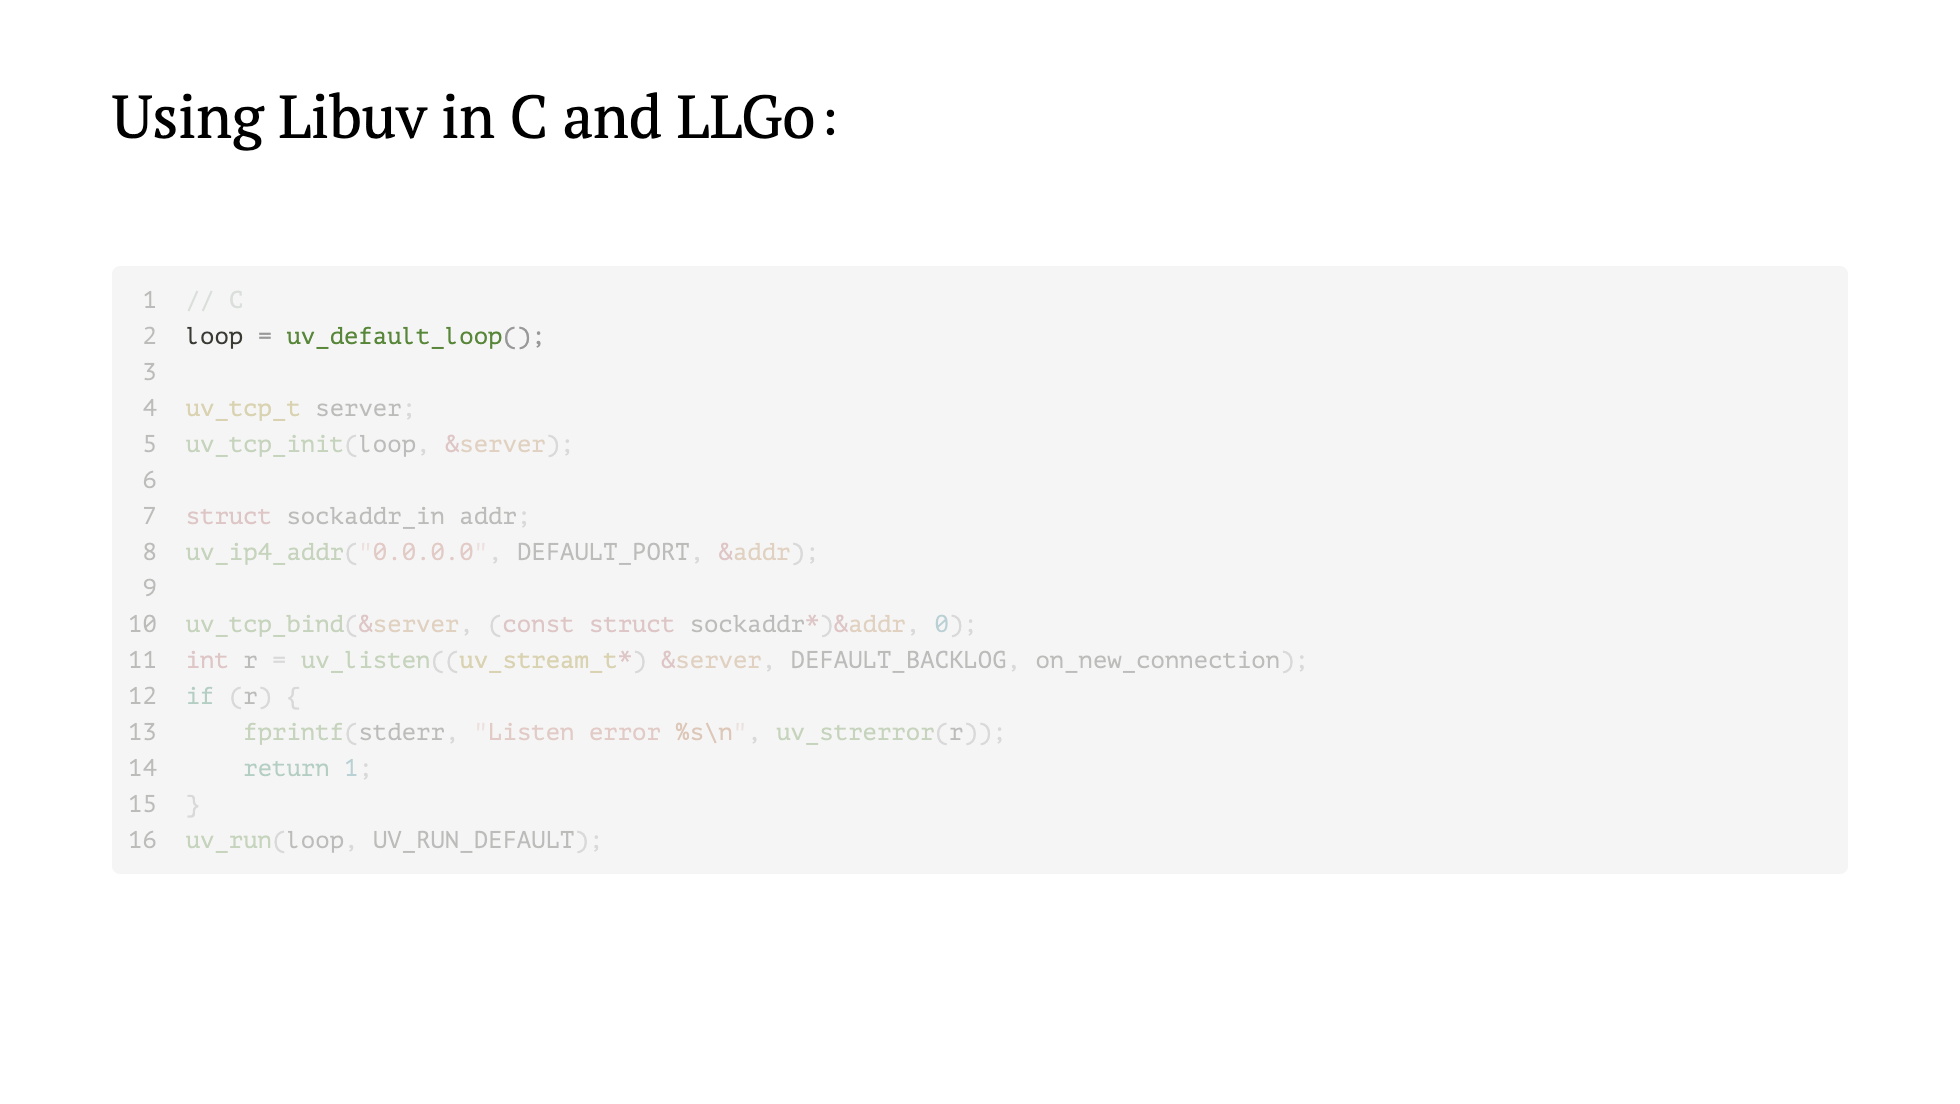 Using Libuv in C and LLGo：
1 // C
2 loop = uv_default_loop();
3
4 uv_tcp_t server;
5 uv_tcp_init(loop, &server);
6
7 struct sockaddr_in addr;
8 uv_ip4_addr("0.0.0.0", DEFAULT_PORT, &addr);
9
10 uv_tcp_bind(&server, (const struct sockaddr*)&addr, 0);
11 int r = uv_listen((uv_stream_t*) &server, DEFAULT_BACKLOG, on_new_connection);
12 if (r) {
13     fprintf(stderr, "Listen error %s\n", uv_strerror(r));
14     return 1;
15 }
16 uv_run(loop, UV_RUN_DEFAULT);